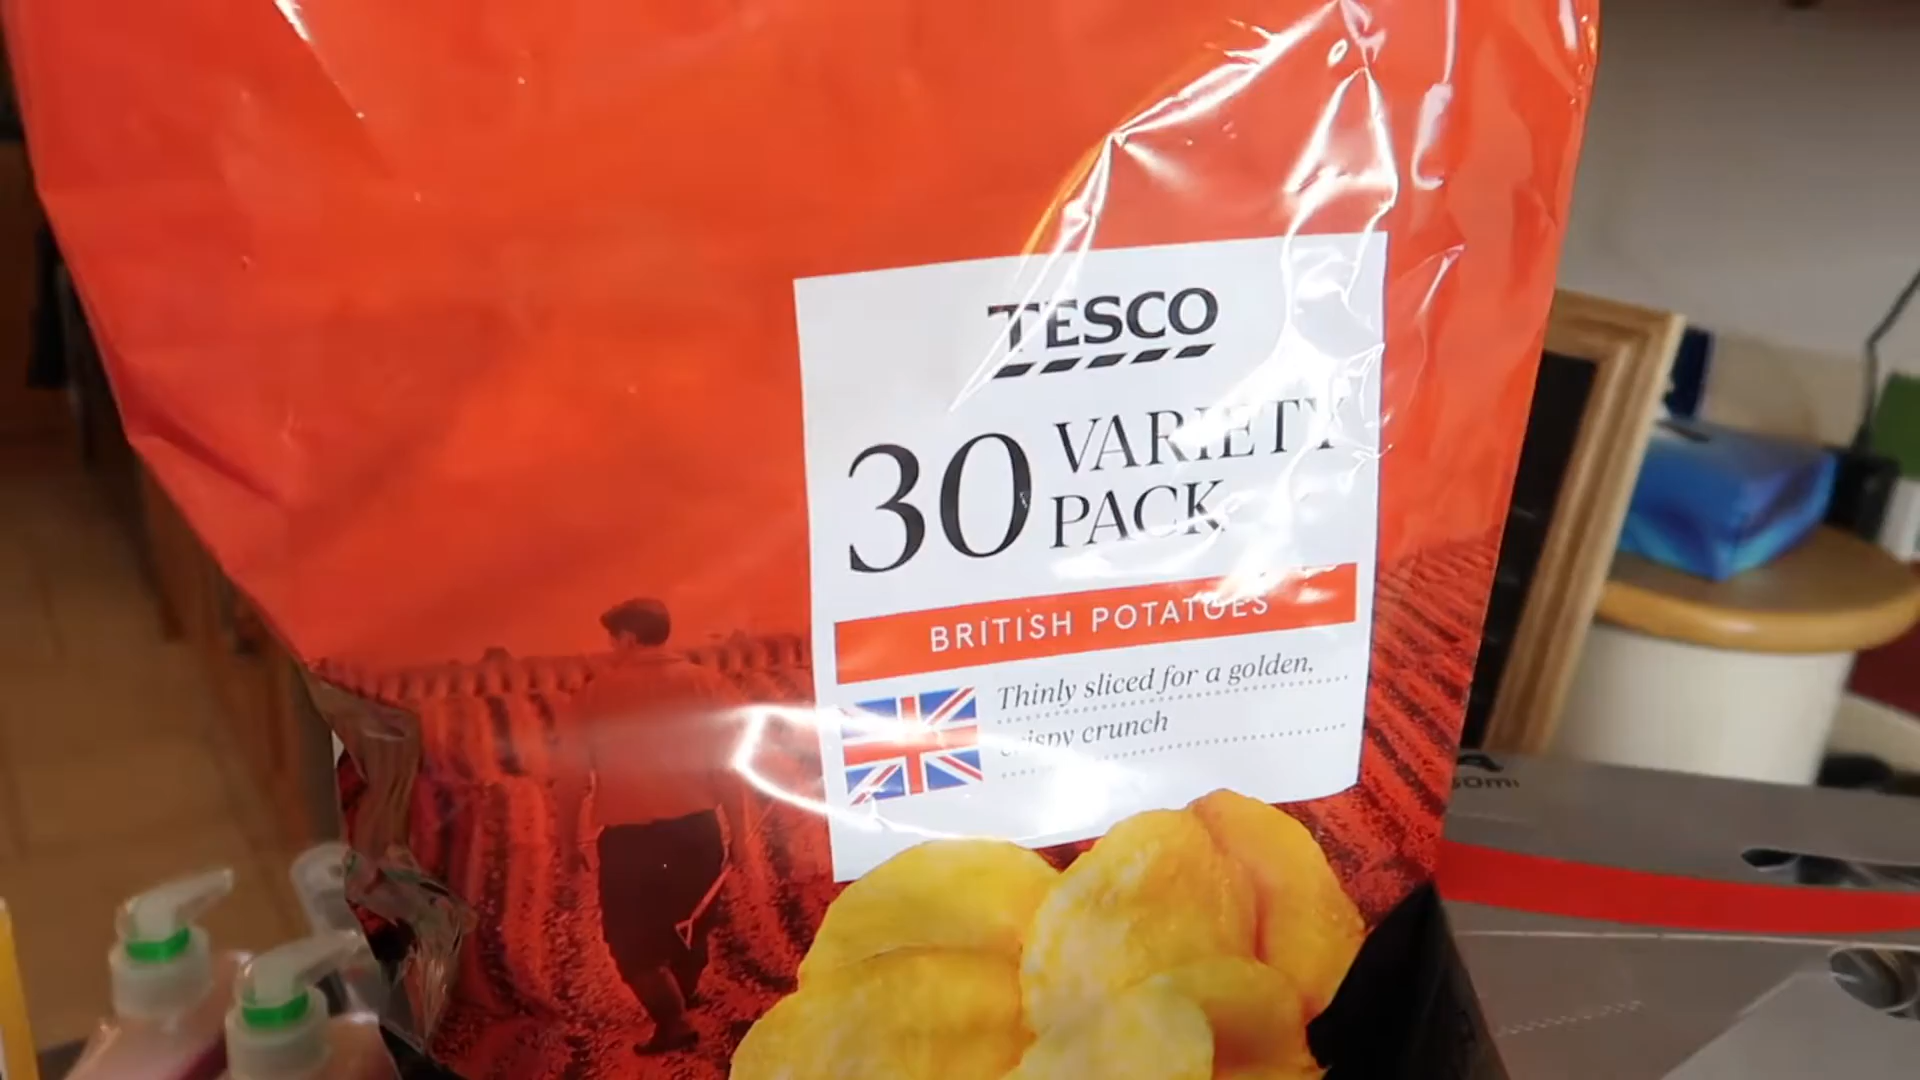 TESCO
30 VARIETY
PACK
BRITISH POTATOES
Thinly sliced for a golden,
crispy crunch